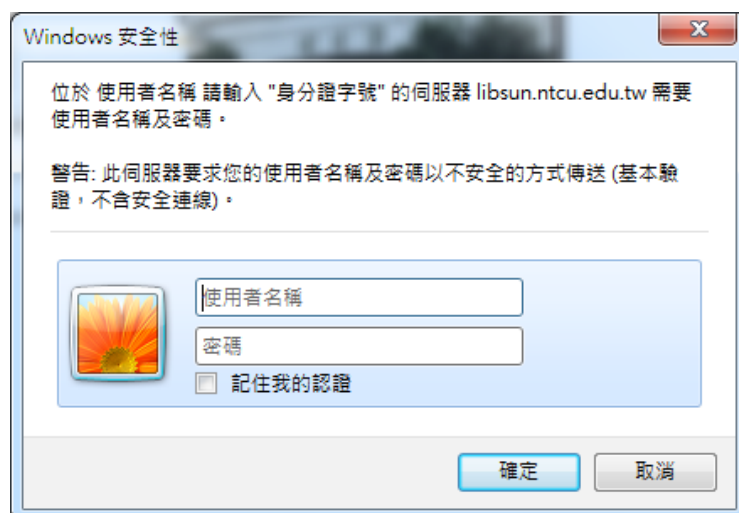 Windows 安全性
位於 使用者名稱 請輸入 "身分證字號" 的伺服器 libsun.ntcu.edu.tw 需要
使用者名稱及密碼。
警告: 此伺服器要求您的使用者名稱及密碼以不安全的方式傳送 (基本驗
證，不含安全連線)。
使用者名稱
密碼
記住我的認證
確定
取消